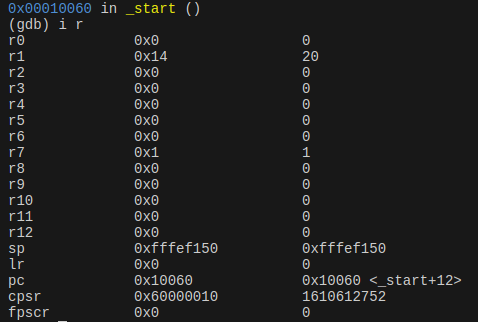 0x00010060 in _start ()
(gdb) i r
r0 0x0 0
r1 0x14 20
r2 0x0 0
r3 0x0 0
r4 0x0 0
r5 0x0 0
r6 0x0 0
r7 0x1 1
r8 0x0 0
r9 0x0 0
r10 0x0 0
r11 0x0 0
r12 0x0 0
sp 0xfffef150 0xfffef150
lr 0x0 0
pc 0x10060 0x10060 <_start+12>
cpsr 0x60000010 1610612752
fpscr 0x0 0